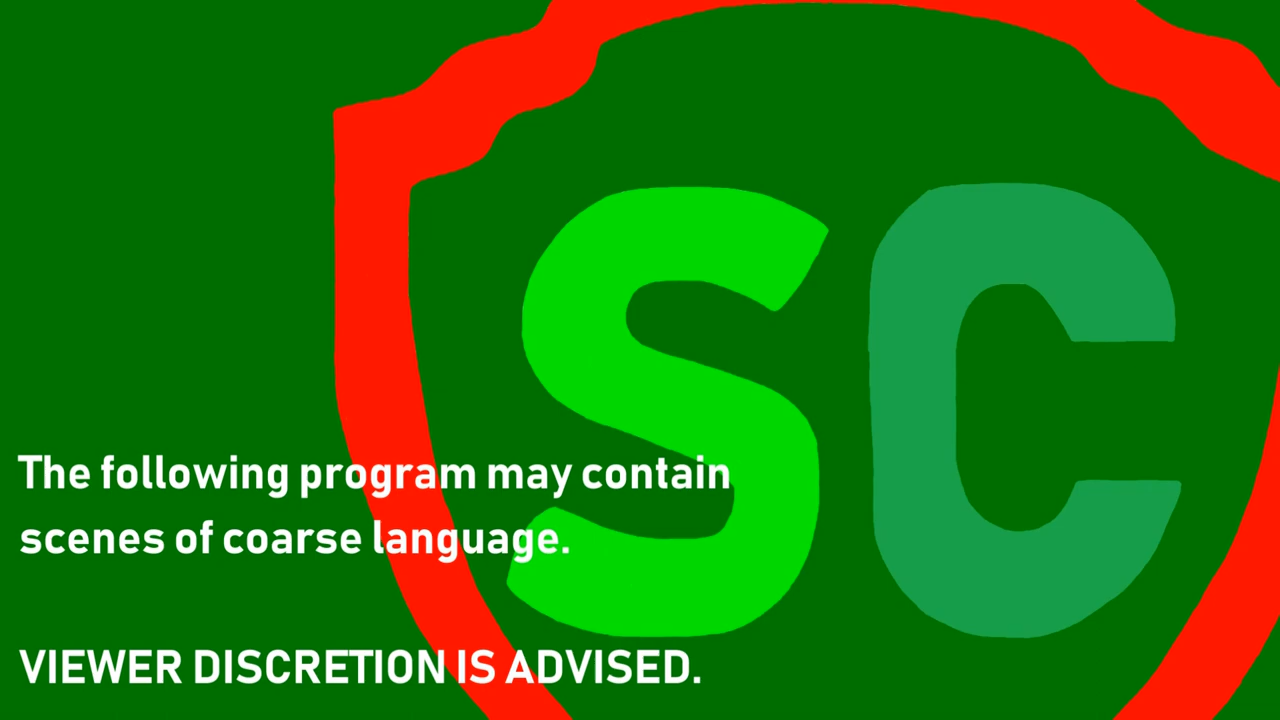 SC
The following program may contain
scenes of coarse language.
VIEWER DISCRETION IS ADVISED.